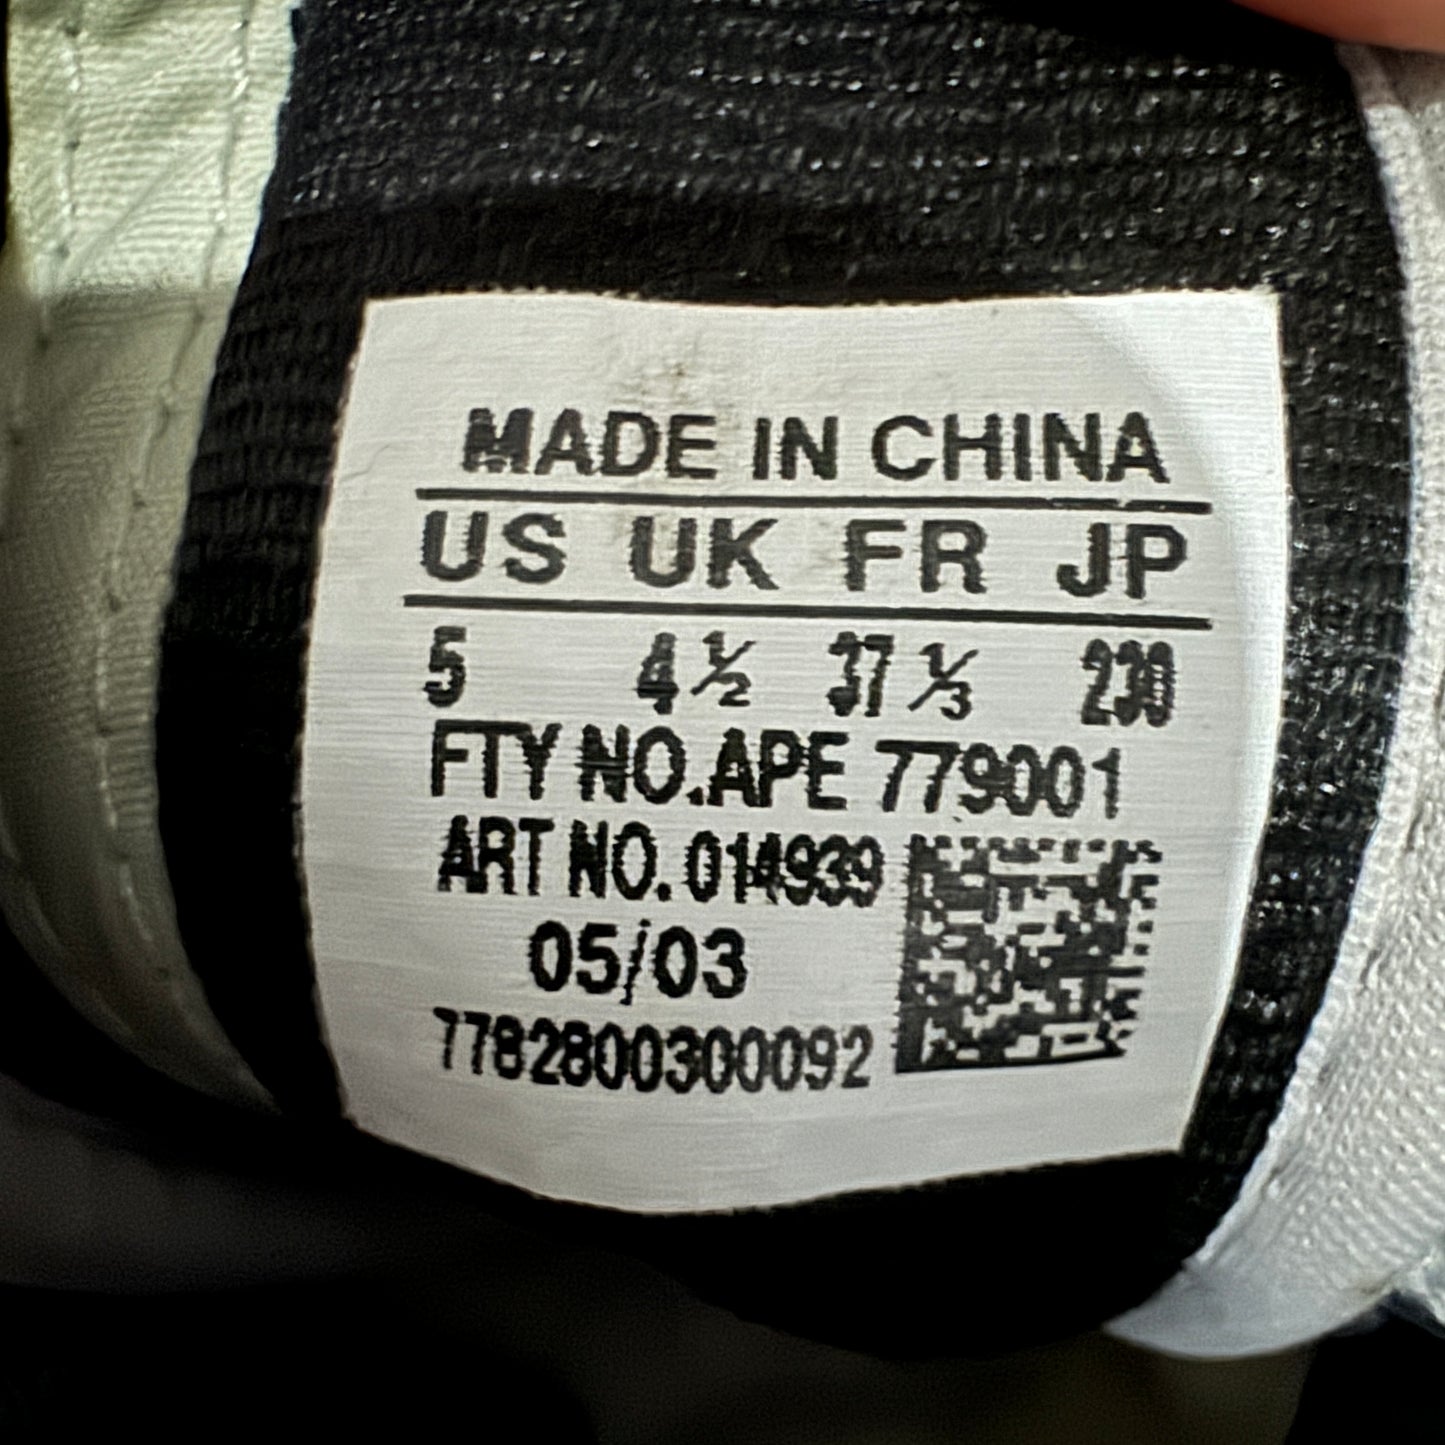 MADE IN CHINA
US UK FR JP
5 4½ 37⅓ 230
FTY NO.APE 779001
ART NO. 014939
05/03
7782800300092